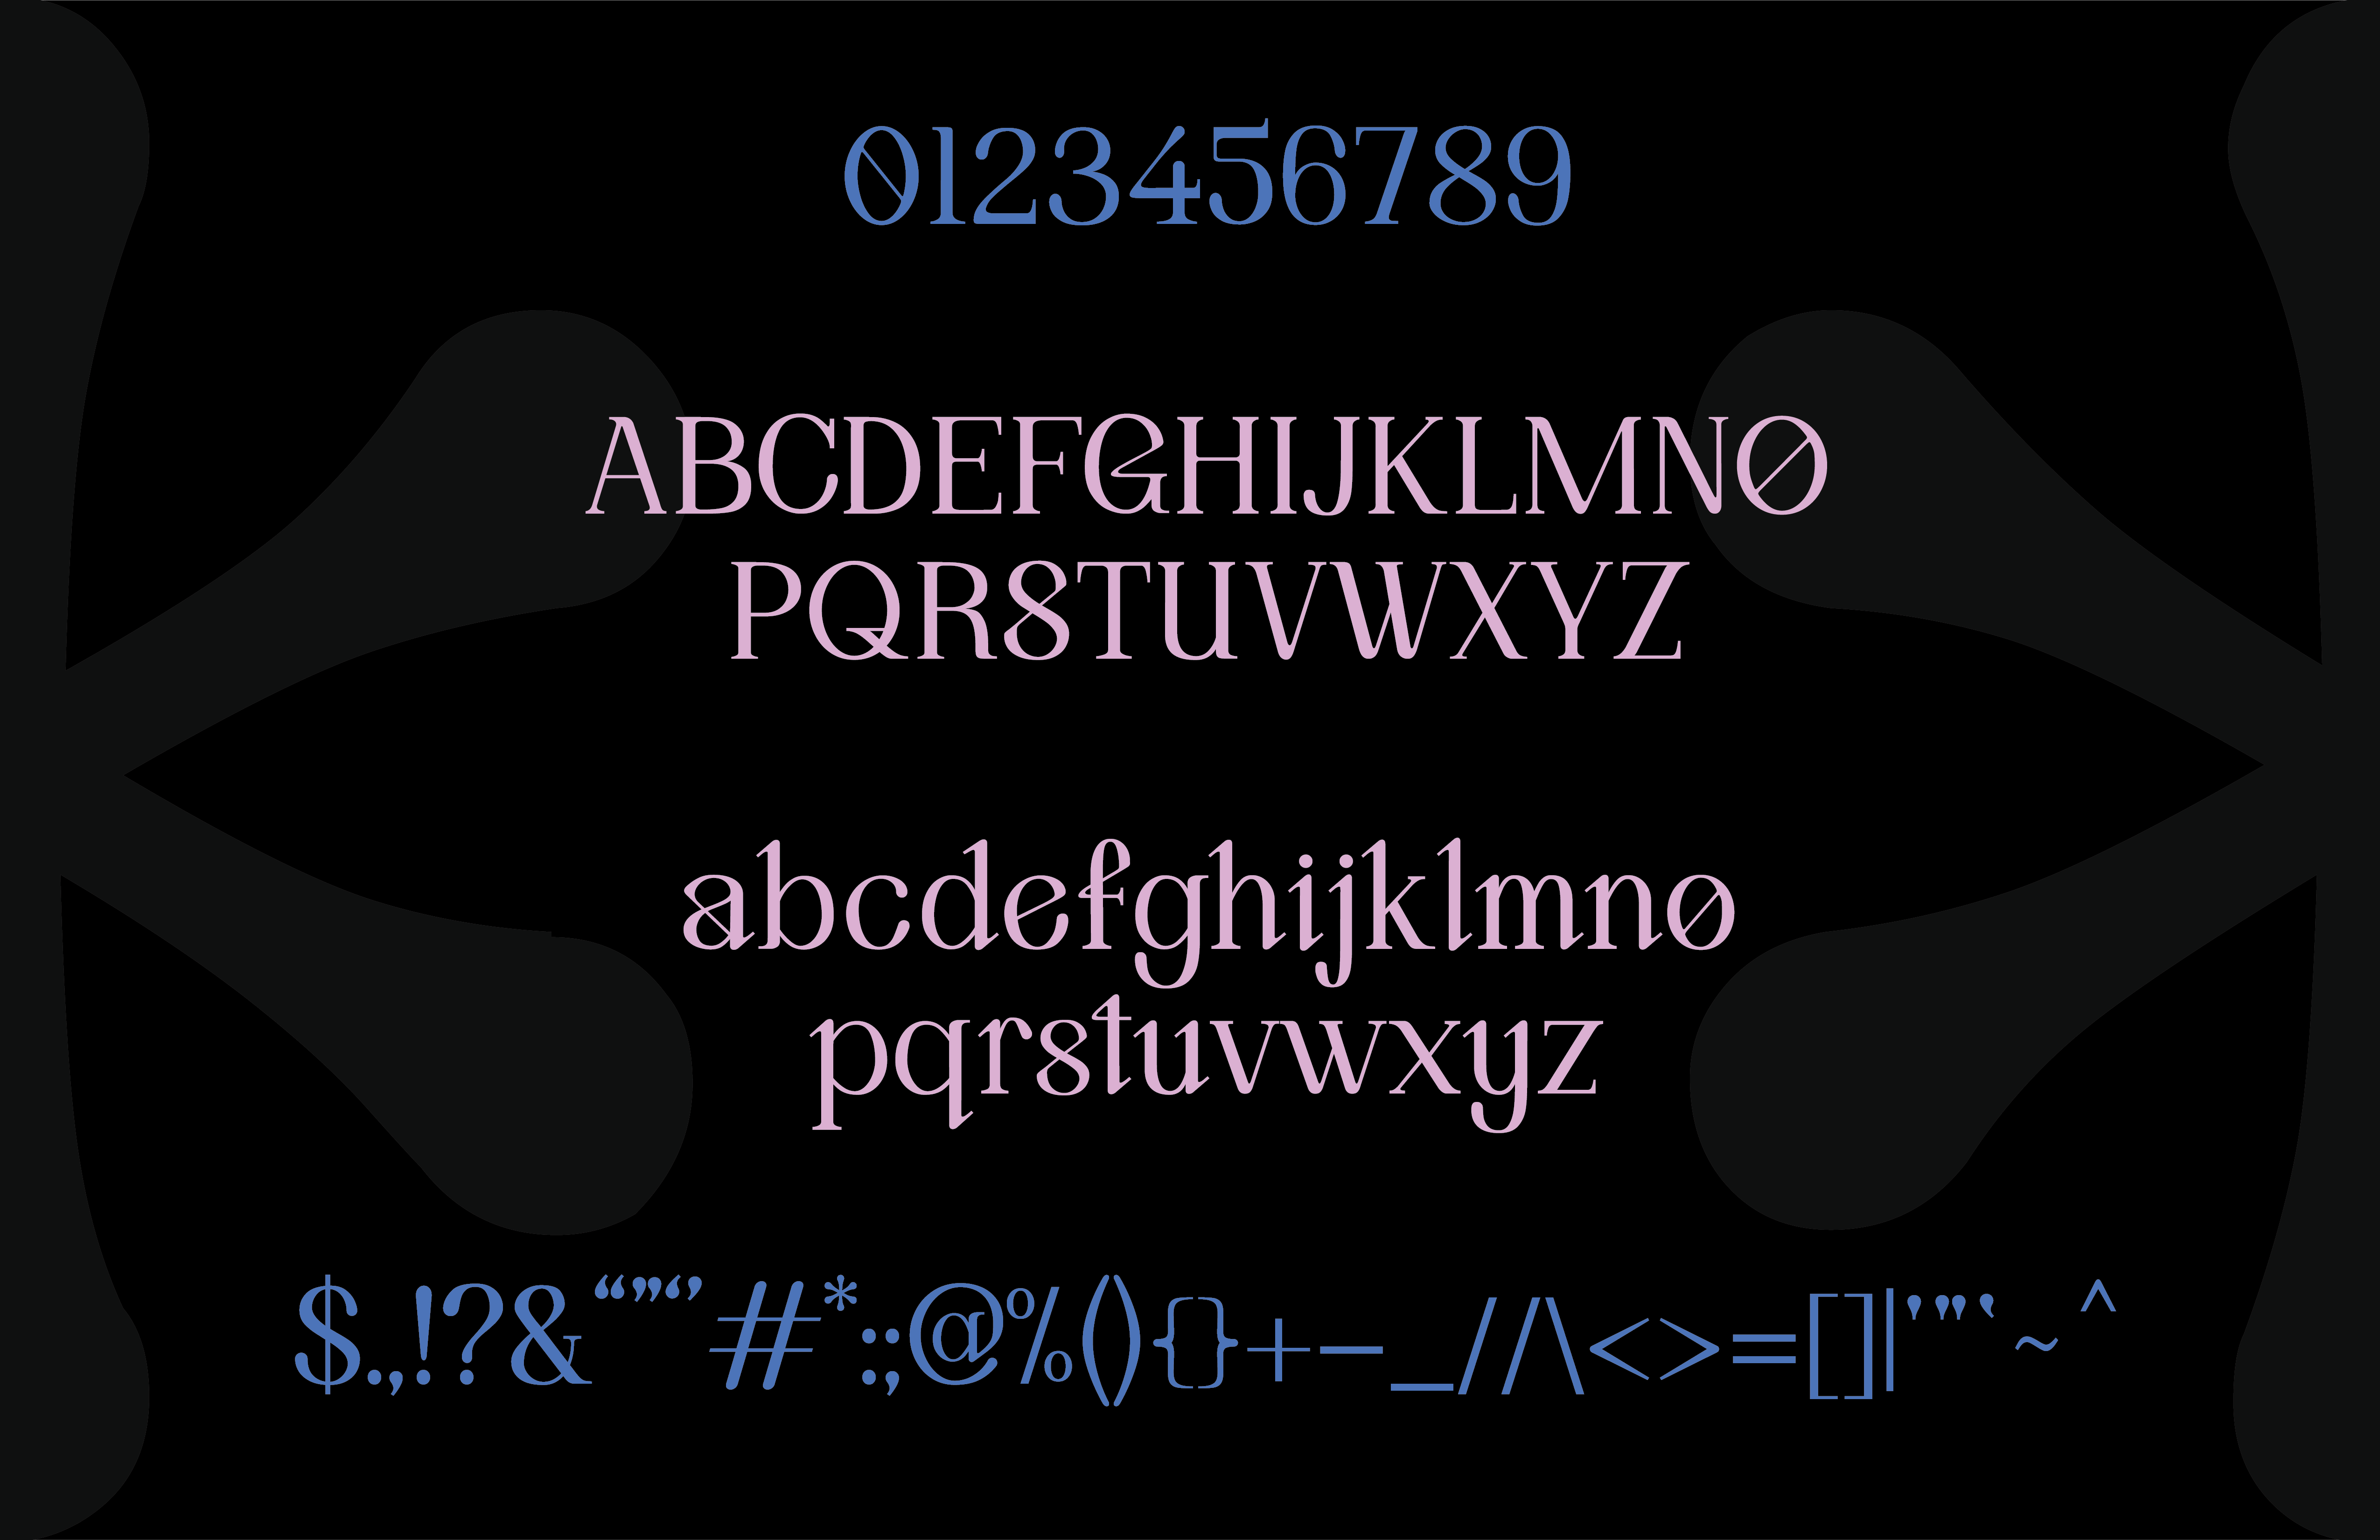 0123456789
ABCDEFGHIJKLMNO
PQRSTUVWXYZ
abcdefghijklmno
pqrstuvwxyz
$.,!?&“”‘’#*:;@%(){}+-_//\<>=[]|'"`~^